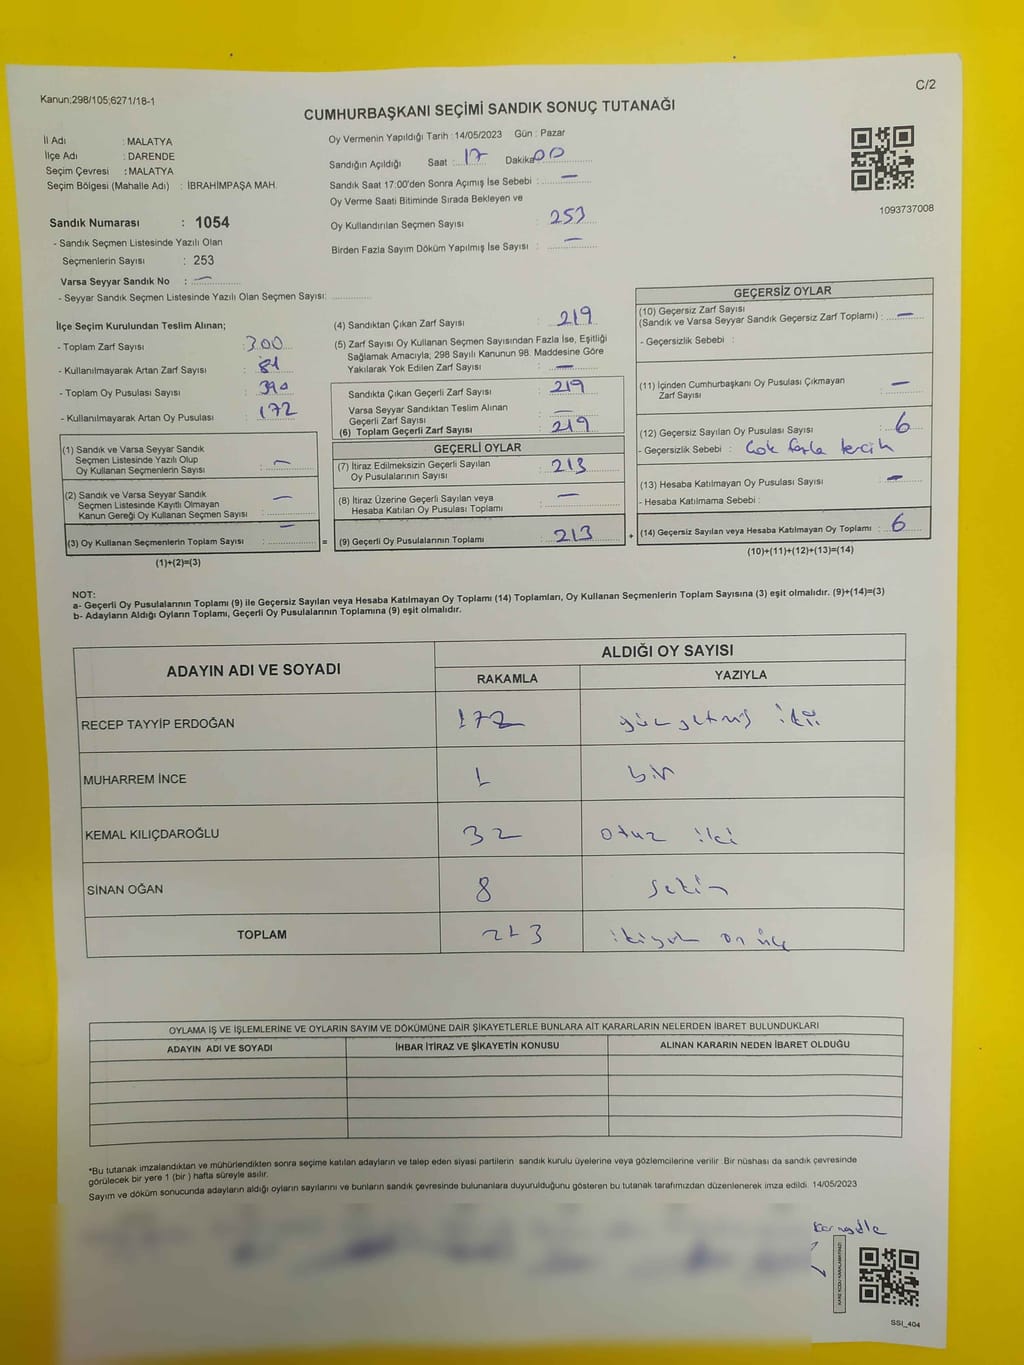 Kanun;298/105;6271/18-1
C/2
CUMHURBAŞKANI SEÇİMİ SANDIK SONUÇ TUTANAĞI
İl Adı : MALATYA
İlçe Adı : DARENDE
Seçim Çevresi : MALATYA
Seçim Bölgesi (Mahalle Adı) : İBRAHİMPAŞA MAH.
Sandık Numarası : 1054
- Sandık Seçmen Listesinde Yazılı Olan
Seçmenlerin Sayısı : 253
Varsa Seyyar Sandık No : —
- Seyyar Sandık Seçmen Listesinde Yazılı Olan Seçmen Sayısı:
Oy Vermenin Yapıldığı Tarih : 14/05/2023 Gün : Pazar
Sandığın Açıldığı Saat : 17 Dakika 00
Sandık Saat 17:00'den Sonra Açımış İse Sebebi : —
Oy Verme Saati Bitiminde Sırada Bekleyen ve
Oy Kullandırılan Seçmen Sayısı : 253
Birden Fazla Sayım Döküm Yapılmış İse Sayısı : —
1093737008
İlçe Seçim Kurulundan Teslim Alınan;
- Toplam Zarf Sayısı : 300
- Kullanılmayarak Artan Zarf Sayısı : 81
- Toplam Oy Pusulası Sayısı : 390
- Kullanılmayarak Artan Oy Pusulası : 172
(1) Sandık ve Varsa Seyyar Sandık
Seçmen Listesinde Yazılı Olup
Oy Kullanan Seçmenlerin Sayısı : —
(2) Sandık ve Varsa Seyyar Sandık
Seçmen Listesinde Kayıtlı Olmayan
Kanun Gereği Oy Kullanan Seçmen Sayısı : —
(3) Oy Kullanan Seçmenlerin Toplam Sayısı : — =
(1)+(2)=(3)
(4) Sandıktan Çıkan Zarf Sayısı : 219
(5) Zarf Sayısı Oy Kullanan Seçmen Sayısından Fazla İse, Eşitliği
Sağlamak Amacıyla, 298 Sayılı Kanunun 98. Maddesine Göre
Yakılarak Yok Edilen Zarf Sayısı : —
Sandıkta Çıkan Geçerli Zarf Sayısı : 219
Varsa Seyyar Sandıktan Teslim Alınan
Geçerli Zarf Sayısı : —
(6) Toplam Geçerli Zarf Sayısı : 219
GEÇERLİ OYLAR
(7) İtiraz Edilmeksizin Geçerli Sayılan
Oy Pusulalarının Sayısı : 213
(8) İtiraz Üzerine Geçerli Sayılan veya
Hesaba Katılan Oy Pusulası Toplamı : —
(9) Geçerli Oy Pusulalarının Toplamı : 213 +
GEÇERSİZ OYLAR
(10) Geçersiz Zarf Sayısı
(Sandık ve Varsa Seyyar Sandık Geçersiz Zarf Toplamı) : —
- Geçersizlik Sebebi :
(11) İçinden Cumhurbaşkanı Oy Pusulası Çıkmayan
Zarf Sayısı : —
(12) Geçersiz Sayılan Oy Pusulası Sayısı : 6
- Geçersizlik Sebebi : Çok fazla tercih
(13) Hesaba Katılmayan Oy Pusulası Sayısı : —
- Hesaba Katılmama Sebebi :
(14) Geçersiz Sayılan veya Hesaba Katılmayan Oy Toplamı : 6
(10)+(11)+(12)+(13)=(14)
NOT:
a- Geçerli Oy Pusulalarının Toplamı (9) ile Geçersiz Sayılan veya Hesaba Katılmayan Oy Toplamı (14) Toplamları, Oy Kullanan Seçmenlerin Toplam Sayısına (3) eşit olmalıdır. (9)+(14)=(3)
b- Adayların Aldığı Oyların Toplamı, Geçerli Oy Pusulalarının Toplamına (9) eşit olmalıdır.
ADAYIN ADI VE SOYADI ALDIĞI OY SAYISI
RAKAMLA YAZIYLA
RECEP TAYYİP ERDOĞAN 172 yüz yetmiş iki
MUHARREM İNCE 1 bir
KEMAL KILIÇDAROĞLU 32 otuz iki
SİNAN OĞAN 8 sekiz
TOPLAM 213 ikiyüz on üç
OYLAMA İŞ VE İŞLEMLERİNE VE OYLARIN SAYIM VE DÖKÜMÜNE DAİR ŞİKAYETLERLE BUNLARA AİT KARARLARIN NELERDEN İBARET BULUNDUKLARI
ADAYIN ADI VE SOYADI İHBAR İTİRAZ VE ŞİKAYETİN KONUSU ALINAN KARARIN NEDEN İBARET OLDUĞU
*Bu tutanak imzalandıktan ve mühürlendikten sonra seçime katılan adayların ve talep eden siyasi partilerin sandık kurulu üyelerine veya gözlemcilerine verilir. Bir nüshası da sandık çevresinde
görülecek bir yere 1 (bir ) hafta süreyle asılır.
Sayım ve döküm sonucunda adayların aldığı oyların sayılarını ve bunların sandık çevresinde bulunanlara duyurulduğunu gösteren bu tutanak tarafımızdan düzenlenerek imza edildi. 14/05/2023
KARE KODU KARALAMAYINIZ!
SSI_404